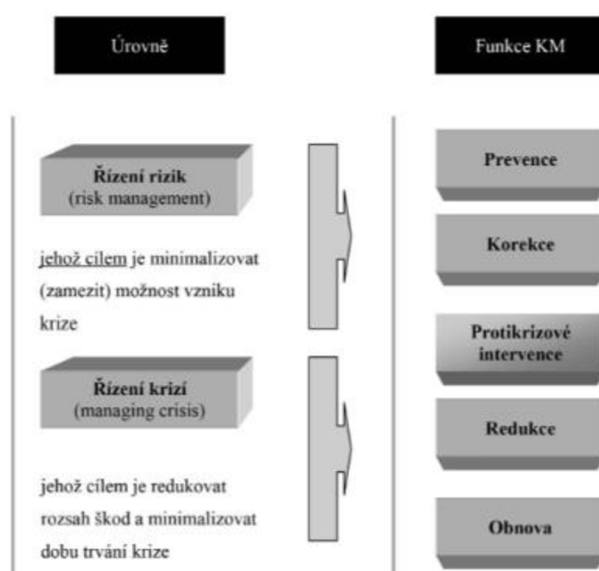 Úrovně
Funkce KM
Řízení rizik
(risk management)
jehož cílem je minimalizovat
(zamezit) možnost vzniku
krize
Řízení krizí
(managing crisis)
jehož cílem je redukovat
rozsah škod a minimalizovat
dobu trvání krize
Prevence
Korekce
Protikrizové
intervence
Redukce
Obnova